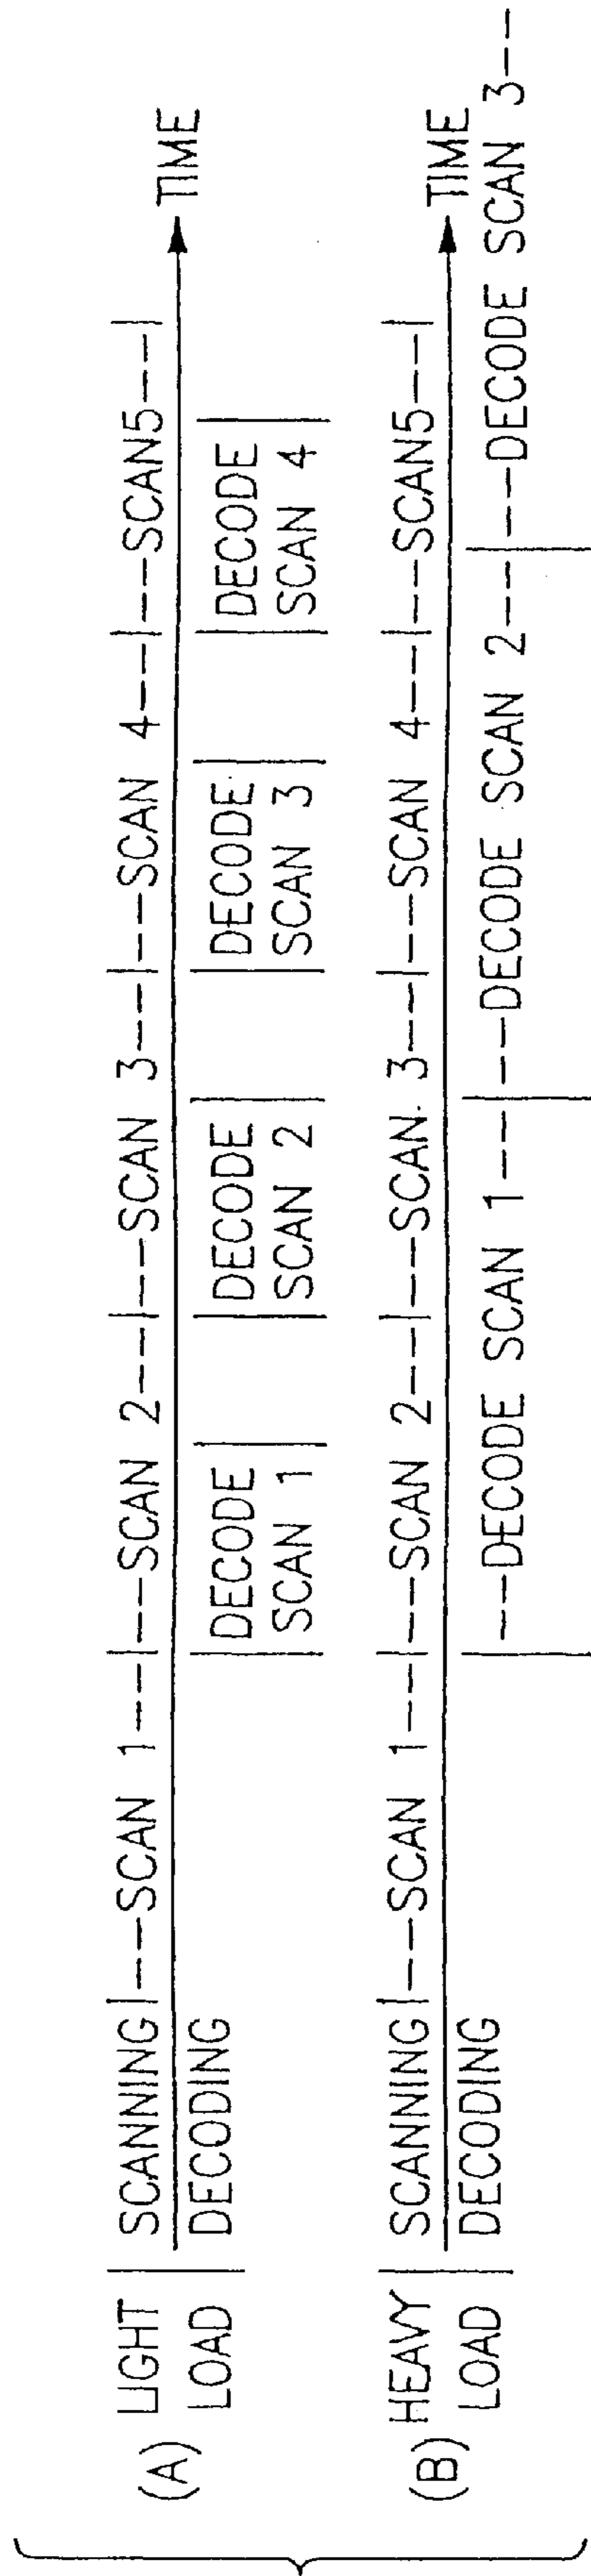 (A) LIGHT LOAD
SCANNING |---SCAN 1---|---SCAN 2---|---SCAN 3---|---SCAN 4---|---SCAN5---|
TIME
DECODING
DECODE SCAN 1
DECODE SCAN 2
DECODE SCAN 3
DECODE SCAN 4
(B) HEAVY LOAD
SCANNING |---SCAN 1---|---SCAN 2---|---SCAN 3---|---SCAN 4---|---SCAN5---|
TIME
DECODING
---DECODE SCAN 1---|---DECODE SCAN 2---|---DECODE SCAN 3--